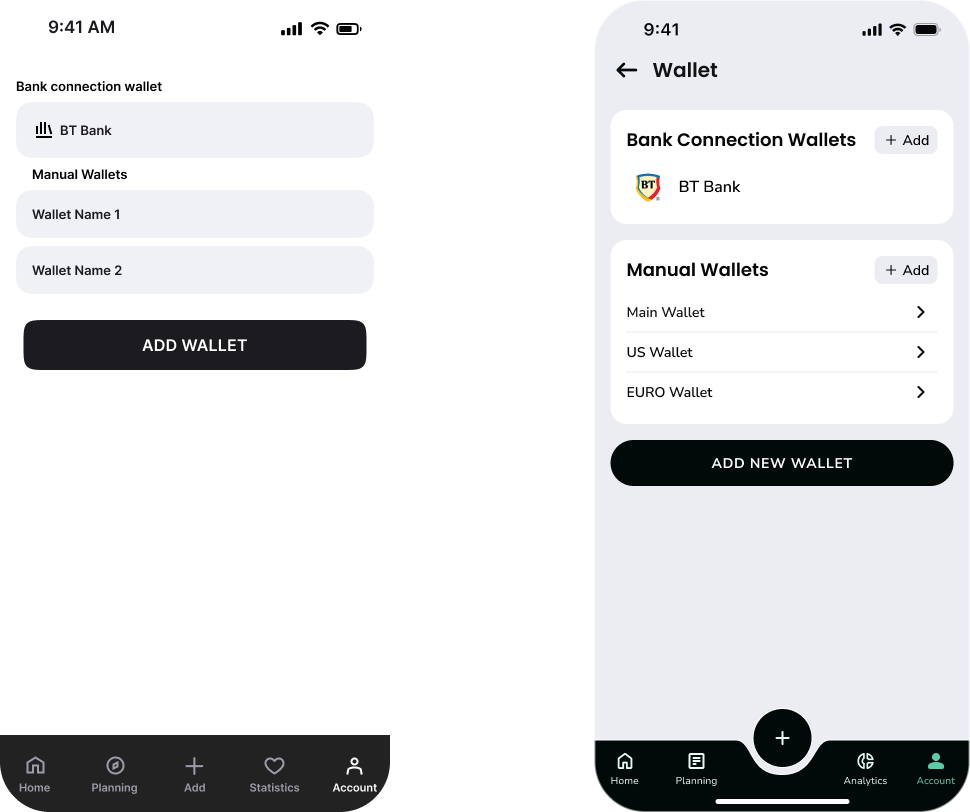 9:41 AM
Bank connection wallet
BT Bank
Manual Wallets
Wallet Name 1
Wallet Name 2
ADD WALLET
Home
Planning
Add
Statistics
Account
9:41
Wallet
Bank Connection Wallets
+ Add
BT
BT Bank
Manual Wallets
+ Add
Main Wallet
US Wallet
EURO Wallet
ADD NEW WALLET
Home
Planning
Analytics
Account